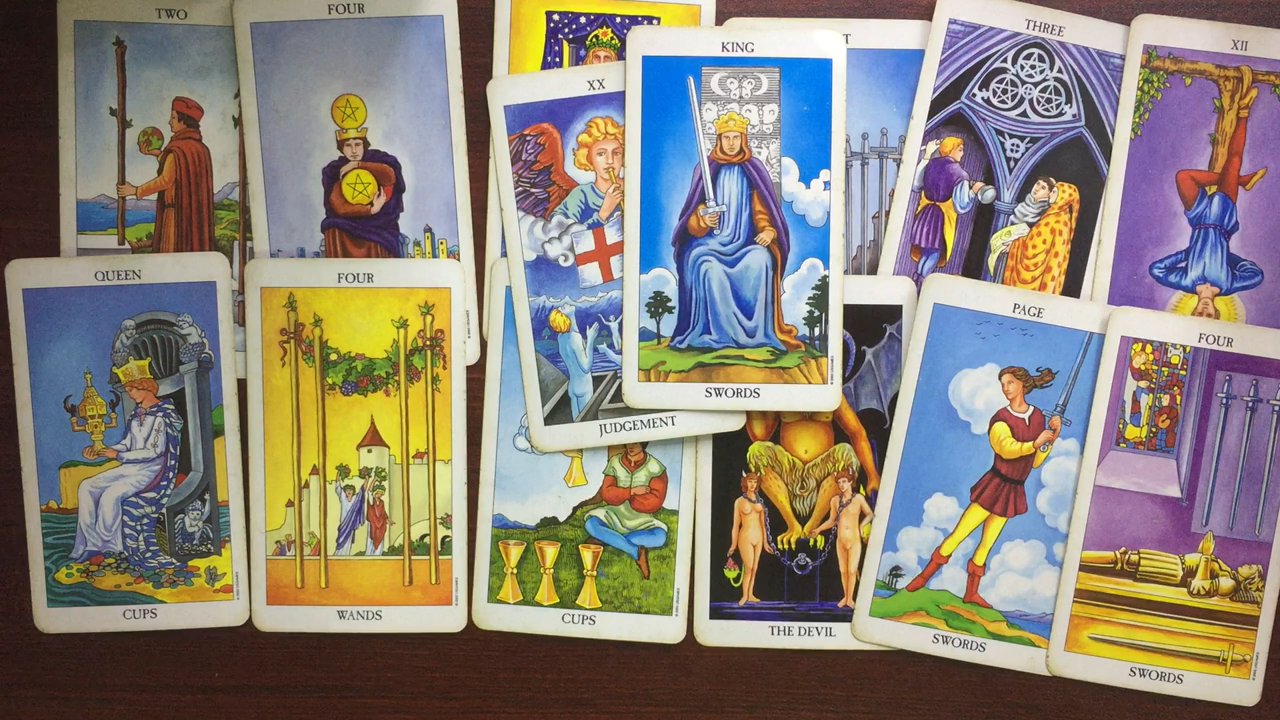 TWO
FOUR
XX
KING
SWORDS
JUDGEMENT
T
THREE
XII
QUEEN
CUPS
FOUR
WANDS
CUPS
THE DEVIL
PAGE
SWORDS
FOUR
SWORDS